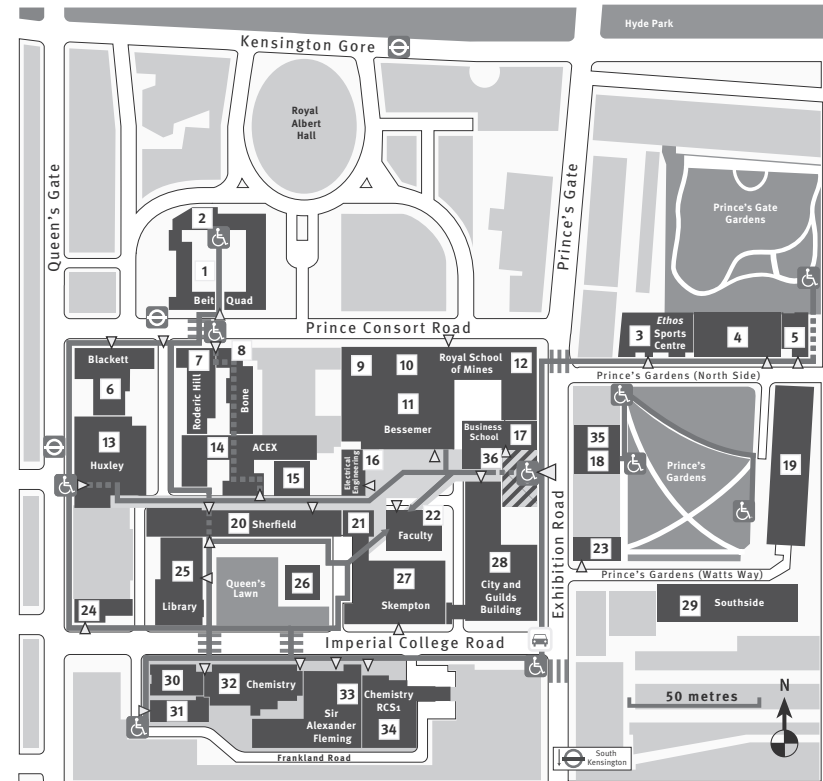 Hyde Park
Kensington Gore
Royal
Albert
Hall
Queen's Gate
Prince's Gate
Prince's Gate
Gardens
2
1
Beit Quad
Prince Consort Road
3
Ethos
Sports
Centre
4
5
Prince's Gardens (North Side)
Blackett
6
7
Roderic Hill
8
Bone
9
10
Royal School
of Mines
12
11
Bessemer
Business
School
17
13
Huxley
14
ACEX
15
Electrical
Engineering
16
36
35
18
Prince's
Gardens
19
20
Sherfield
21
22
Faculty
Exhibition Road
23
Prince's Gardens (Watts Way)
25
Library
Queen's
Lawn
26
27
Skempton
28
City and
Guilds
Building
24
29
Southside
Imperial College Road
30
31
32
Chemistry
33
Sir
Alexander
Fleming
Chemistry
RCS1
34
Frankland Road
50 metres
N
South
Kensington